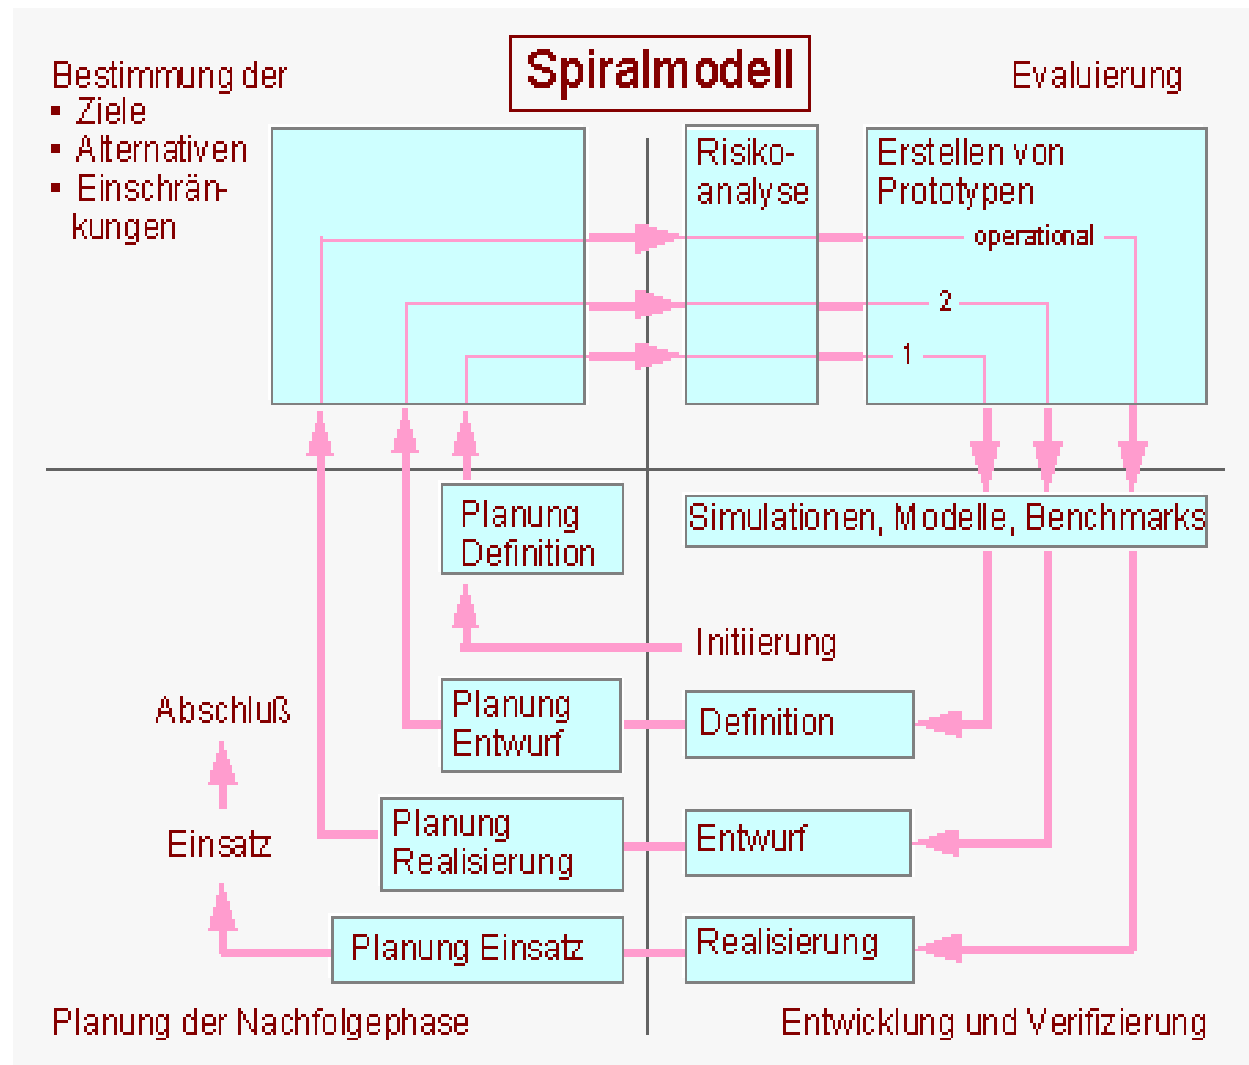 Spiralmodell
Bestimmung der
▪ Ziele
▪ Alternativen
▪ Einschrän-
kungen
Evaluierung
Risiko-
analyse
Erstellen von
Prototypen
operational
2
1
Planung
Definition
Simulationen, Modelle, Benchmarks
Initiierung
Abschluß
Planung
Entwurf
Definition
Einsatz
Planung
Realisierung
Entwurf
Planung Einsatz
Realisierung
Planung der Nachfolgephase
Entwicklung und Verifizierung